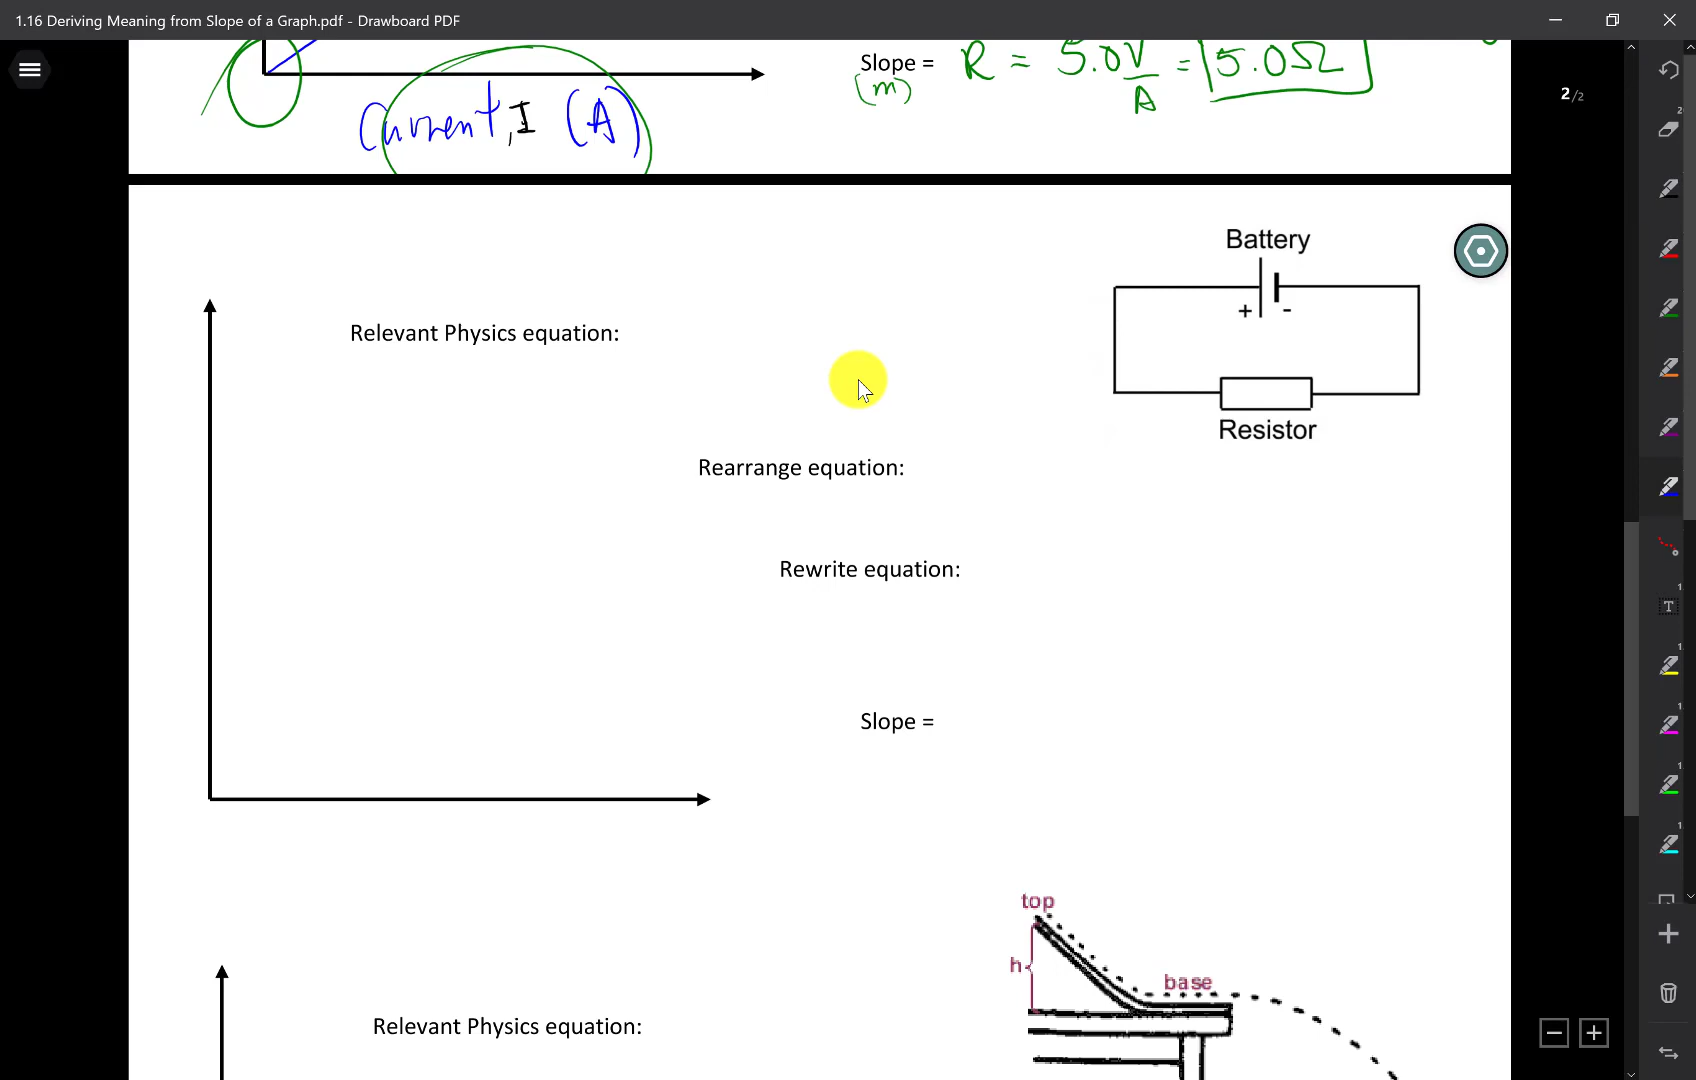 1.16 Deriving Meaning from Slope of a Graph.pdf - Drawboard PDF
Slope = R = 5.0 V/A = 5.0Ω
(m)
2/2
Current, I (A)
Battery
+ -
Relevant Physics equation:
Resistor
Rearrange equation:
Rewrite equation:
Slope =
top
h
base
Relevant Physics equation: